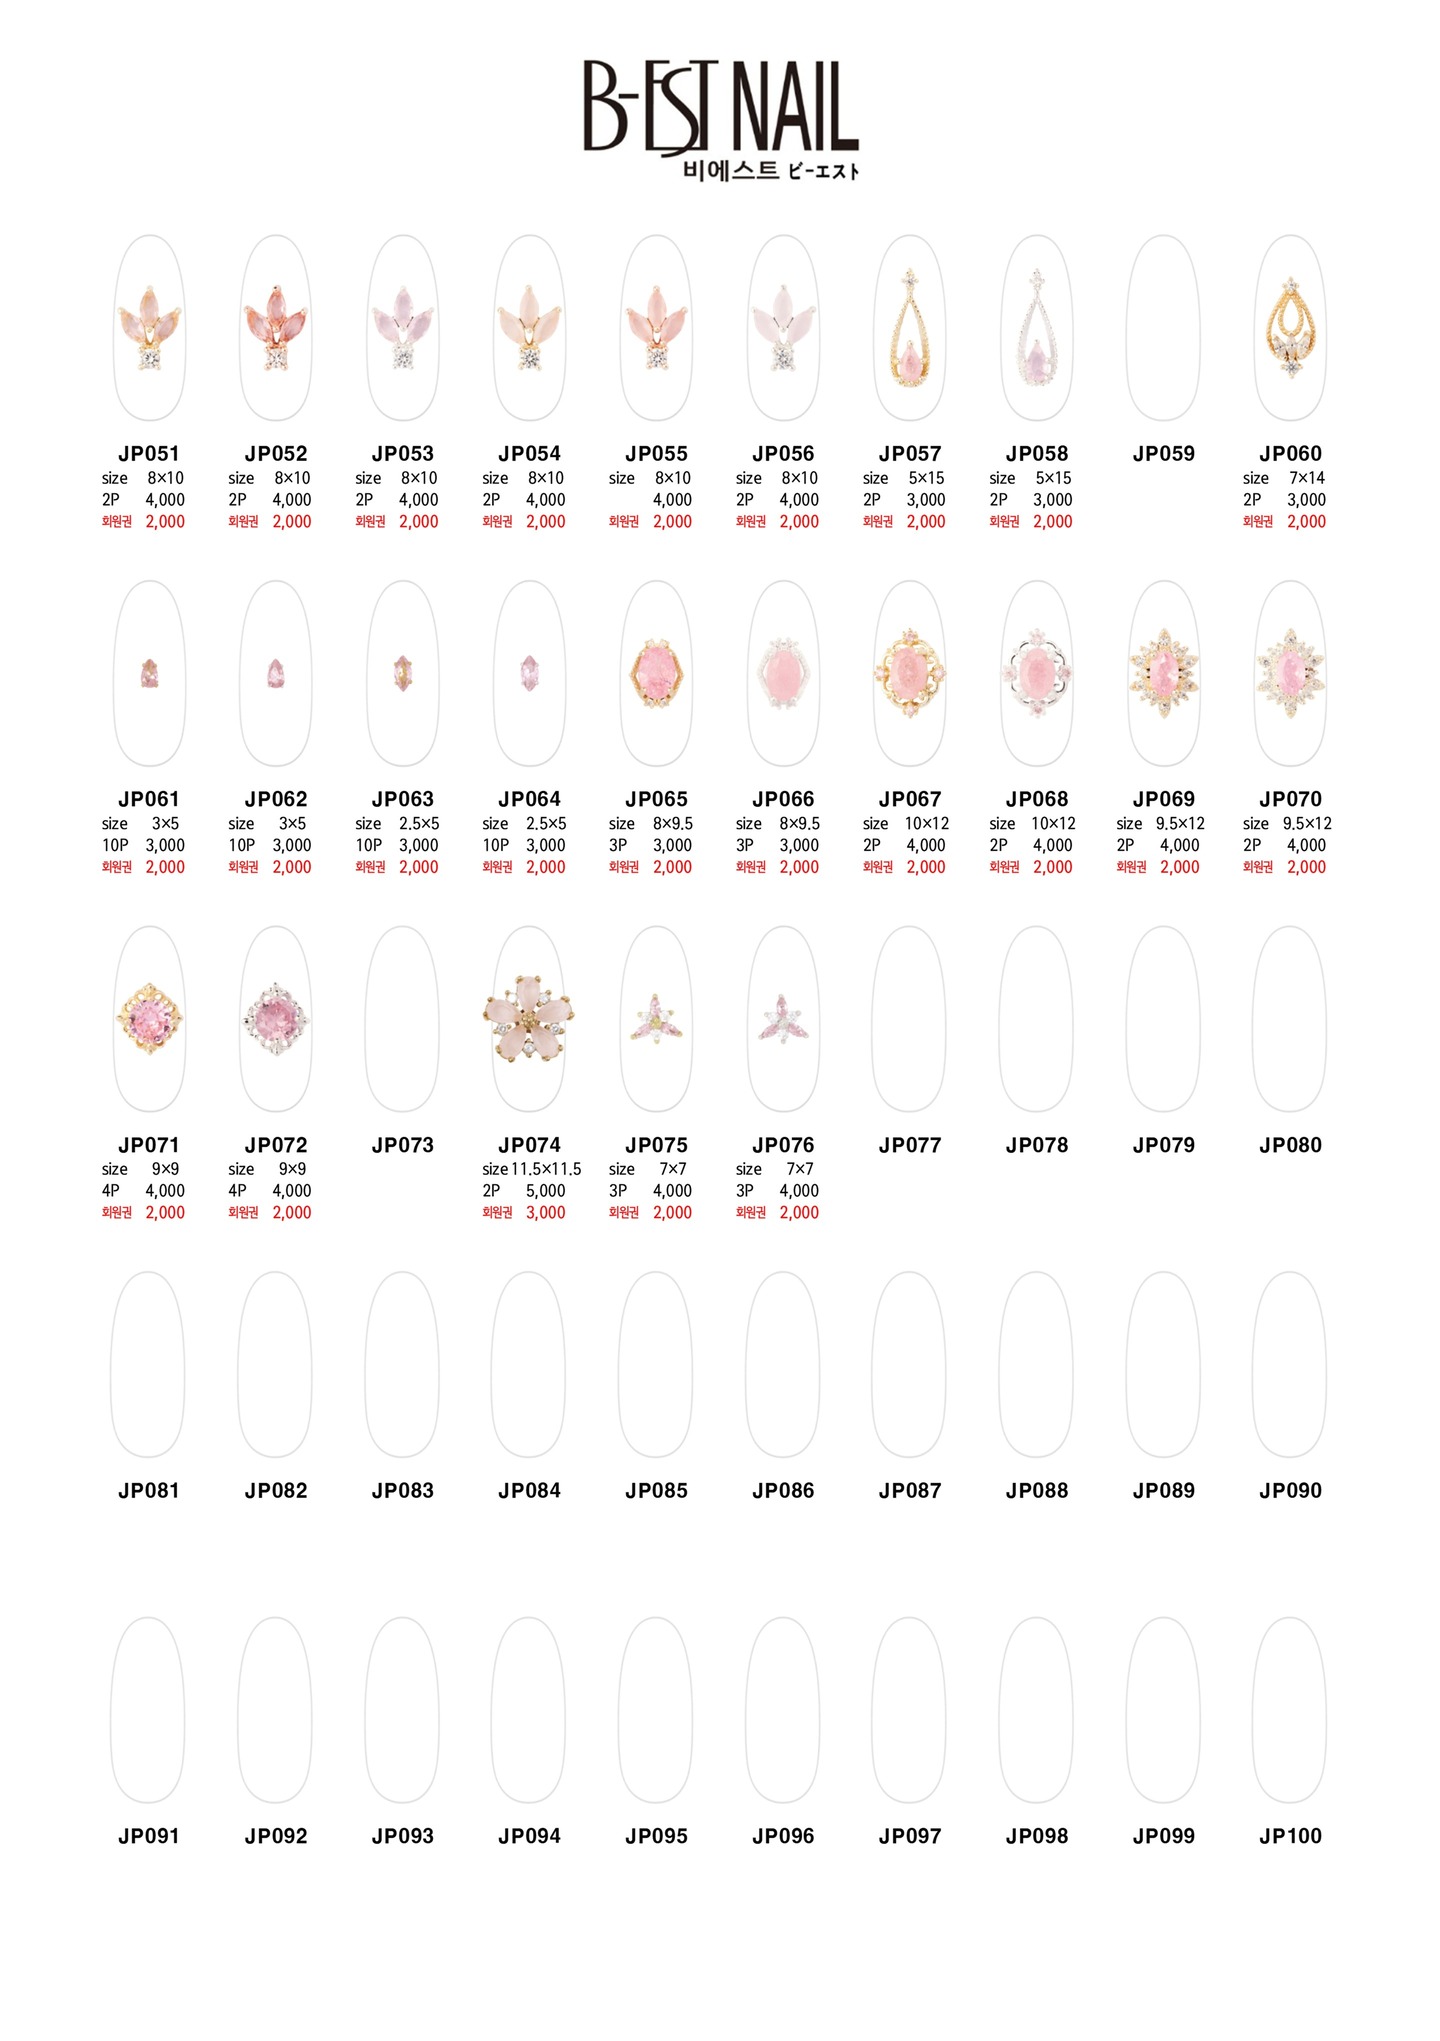 B-EST NAIL
비에스트 ビーエスト
JP051 JP052 JP053 JP054 JP055 JP056 JP057 JP058 JP059 JP060
size 8×10 size 8×10 size 8×10 size 8×10 size 8×10 size 8×10 size 5×15 size 5×15 size 7×14
2P 4,000 2P 4,000 2P 4,000 2P 4,000 4,000 2P 4,000 2P 3,000 2P 3,000 2P 3,000
회원권 2,000 회원권 2,000 회원권 2,000 회원권 2,000 회원권 2,000 회원권 2,000 회원권 2,000 회원권 2,000 회원권 2,000
JP061 JP062 JP063 JP064 JP065 JP066 JP067 JP068 JP069 JP070
size 3×5 size 3×5 size 2.5×5 size 2.5×5 size 8×9.5 size 8×9.5 size 10×12 size 10×12 size 9.5×12 size 9.5×12
10P 3,000 10P 3,000 10P 3,000 10P 3,000 3P 3,000 3P 3,000 2P 4,000 2P 4,000 2P 4,000 2P 4,000
회원권 2,000 회원권 2,000 회원권 2,000 회원권 2,000 회원권 2,000 회원권 2,000 회원권 2,000 회원권 2,000 회원권 2,000 회원권 2,000
JP071 JP072 JP073 JP074 JP075 JP076 JP077 JP078 JP079 JP080
size 9×9 size 9×9 size 11.5×11.5 size 7×7 size 7×7
4P 4,000 4P 4,000 2P 5,000 3P 4,000 3P 4,000
회원권 2,000 회원권 2,000 회원권 3,000 회원권 2,000 회원권 2,000
JP081 JP082 JP083 JP084 JP085 JP086 JP087 JP088 JP089 JP090
JP091 JP092 JP093 JP094 JP095 JP096 JP097 JP098 JP099 JP100